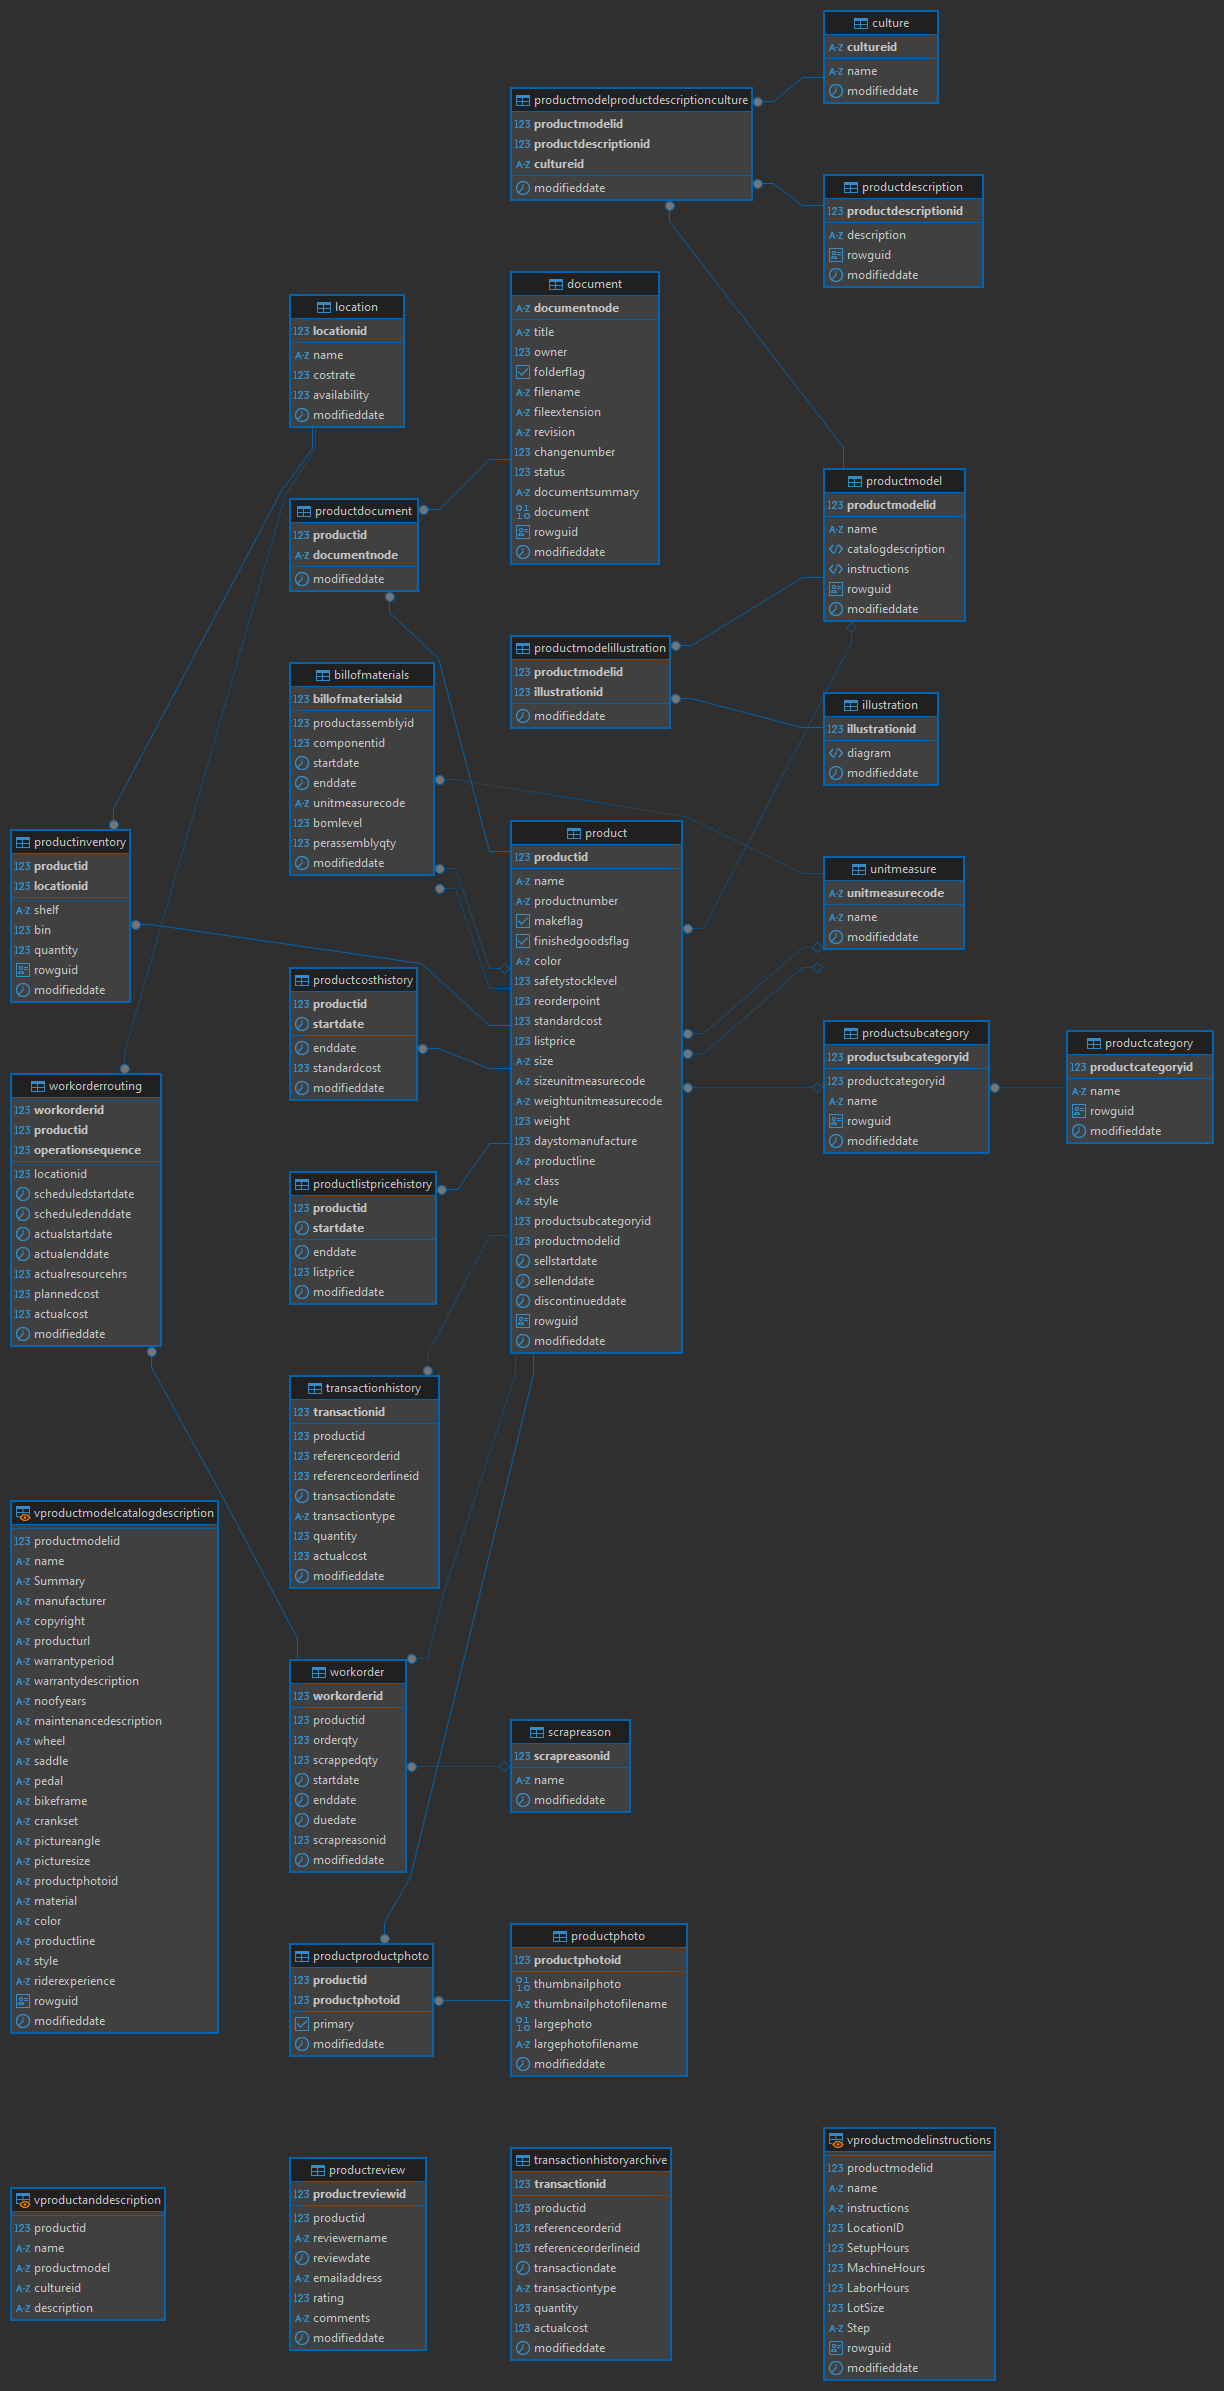 culture
cultureid
name
modifieddate
productmodelproductdescriptionculture
123 productmodelid
123 productdescriptionid
A-Z cultureid
modifieddate
productdescription
123 productdescriptionid
A-Z description
rowguid
modifieddate
location
123 locationid
A-Z name
123 costrate
123 availability
modifieddate
document
A-Z documentnode
A-Z title
123 owner
folderflag
A-Z filename
A-Z fileextension
A-Z revision
123 changenumber
123 status
A-Z documentsummary
document
rowguid
modifieddate
productdocument
123 productid
A-Z documentnode
modifieddate
productmodel
123 productmodelid
A-Z name
</> catalogdescription
</> instructions
rowguid
modifieddate
productmodelillustration
123 productmodelid
123 illustrationid
modifieddate
illustration
123 illustrationid
</> diagram
modifieddate
billofmaterials
123 billofmaterialsid
123 productassemblyid
123 componentid
startdate
enddate
A-Z unitmeasurecode
123 bomlevel
123 perassemblyqty
modifieddate
productinventory
123 productid
123 locationid
A-Z shelf
123 bin
123 quantity
rowguid
modifieddate
product
123 productid
A-Z name
A-Z productnumber
makeflag
finishedgoodsflag
A-Z color
123 safetystocklevel
123 reorderpoint
123 standardcost
123 listprice
A-Z size
A-Z sizeunitmeasurecode
A-Z weightunitmeasurecode
123 weight
123 daystomanufacture
A-Z productline
A-Z class
A-Z style
123 productsubcategoryid
123 productmodelid
sellstartdate
sellenddate
discontinueddate
rowguid
modifieddate
unitmeasure
A-Z unitmeasurecode
A-Z name
modifieddate
productcosthistory
123 productid
startdate
enddate
123 standardcost
modifieddate
productsubcategory
123 productsubcategoryid
123 productcategoryid
A-Z name
rowguid
modifieddate
productcategory
123 productcategoryid
A-Z name
rowguid
modifieddate
workorderrouting
123 workorderid
123 productid
123 operationsequence
123 locationid
scheduledstartdate
scheduledenddate
actualstartdate
actualenddate
123 actualresourcehrs
123 plannedcost
123 actualcost
modifieddate
productlistpricehistory
123 productid
startdate
enddate
123 listprice
modifieddate
transactionhistory
123 transactionid
123 productid
123 referenceorderid
123 referenceorderlineid
transactiondate
A-Z transactiontype
123 quantity
123 actualcost
modifieddate
vproductmodelcatalogdescription
123 productmodelid
A-Z name
A-Z Summary
A-Z manufacturer
A-Z copyright
A-Z producturl
A-Z warrantyperiod
A-Z warrantydescription
A-Z noofyears
A-Z maintenancedescription
A-Z wheel
A-Z saddle
A-Z pedal
A-Z bikeframe
A-Z crankset
A-Z pictureangle
A-Z picturesize
A-Z productphotoid
A-Z material
A-Z color
A-Z productline
A-Z style
A-Z riderexperience
rowguid
modifieddate
workorder
123 workorderid
123 productid
123 orderqty
123 scrappedqty
startdate
enddate
duedate
123 scrapreasonid
modifieddate
scrapreason
123 scrapreasonid
A-Z name
modifieddate
productproductphoto
123 productid
123 productphotoid
primary
modifieddate
productphoto
123 productphotoid
thumbnailphoto
A-Z thumbnailphotofilename
largephoto
A-Z largephotofilename
modifieddate
vproductanddescription
123 productid
A-Z name
A-Z productmodel
A-Z cultureid
A-Z description
productreview
123 productreviewid
123 productid
A-Z reviewername
reviewdate
A-Z emailaddress
123 rating
A-Z comments
modifieddate
transactionhistoryarchive
123 transactionid
123 productid
123 referenceorderid
123 referenceorderlineid
transactiondate
A-Z transactiontype
123 quantity
123 actualcost
modifieddate
vproductmodelinstructions
123 productmodelid
A-Z name
A-Z instructions
123 LocationID
123 SetupHours
123 MachineHours
123 LaborHours
123 LotSize
A-Z Step
rowguid
modifieddate